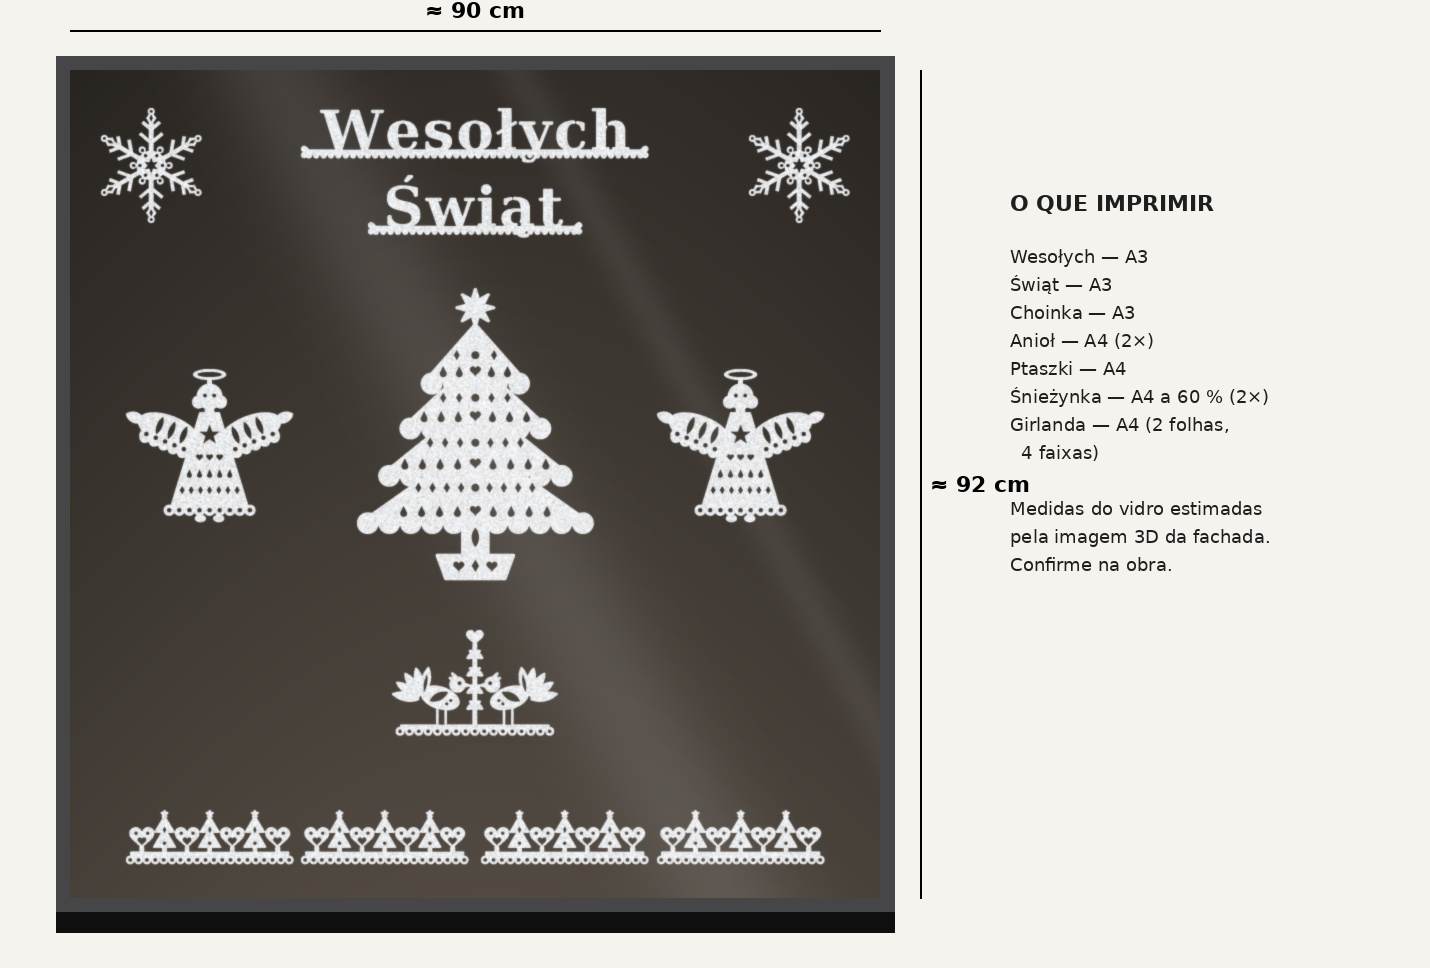 ≈ 90 cm
Wesołych
Świąt
O QUE IMPRIMIR
Wesołych — A3
Świąt — A3
Choinka — A3
Anioł — A4 (2×)
Ptaszki — A4
Śnieżynka — A4 a 60 % (2×)
Girlanda — A4 (2 folhas,
4 faixas)
≈ 92 cm
Medidas do vidro estimadas
pela imagem 3D da fachada.
Confirme na obra.